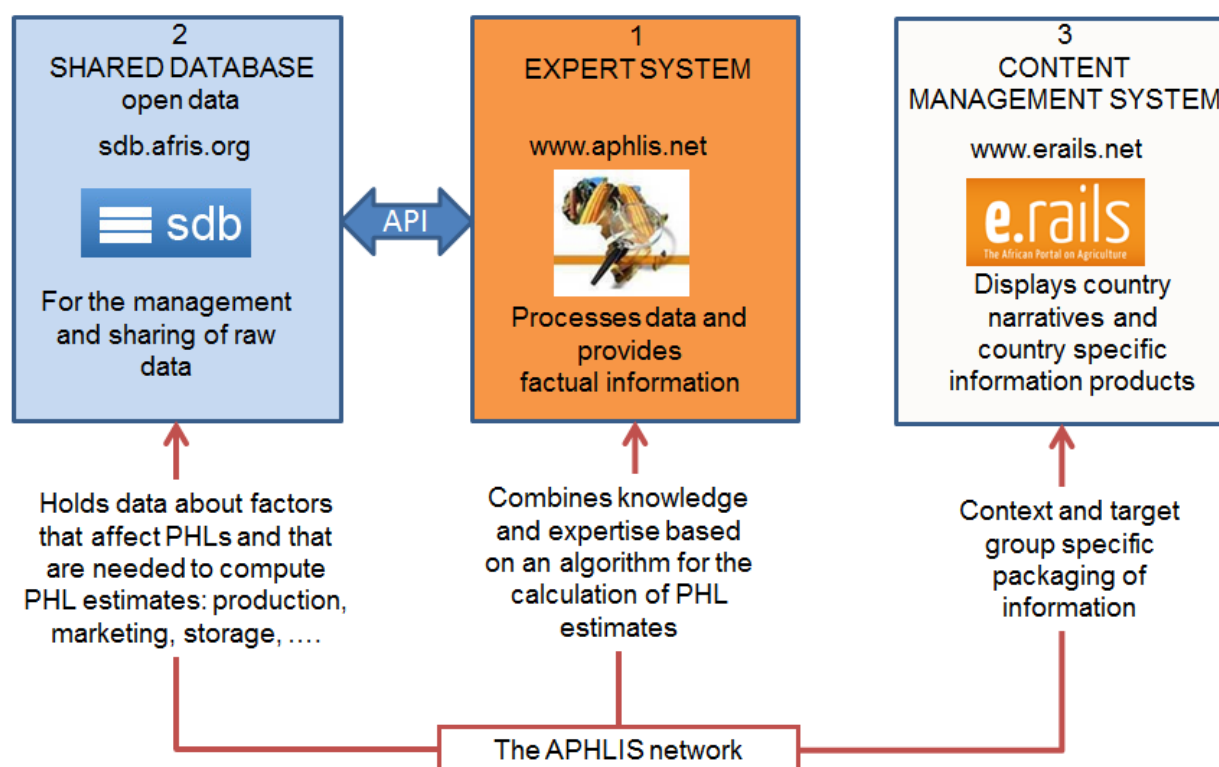 2
SHARED DATABASE
open data
sdb.afris.org
sdb
For the management
and sharing of raw
data
API
1
EXPERT SYSTEM
www.aphlis.net
Processes data and
provides
factual information
3
CONTENT
MANAGEMENT SYSTEM
www.erails.net
e.rails
The African Portal on Agriculture
Displays country
narratives and
country specific
information products
Holds data about factors
that affect PHLs and that
are needed to compute
PHL estimates: production,
marketing, storage, ....
Combines knowledge
and expertise based
on an algorithm for the
calculation of PHL
estimates
Context and target
group specific
packaging of
information
The APHLIS network